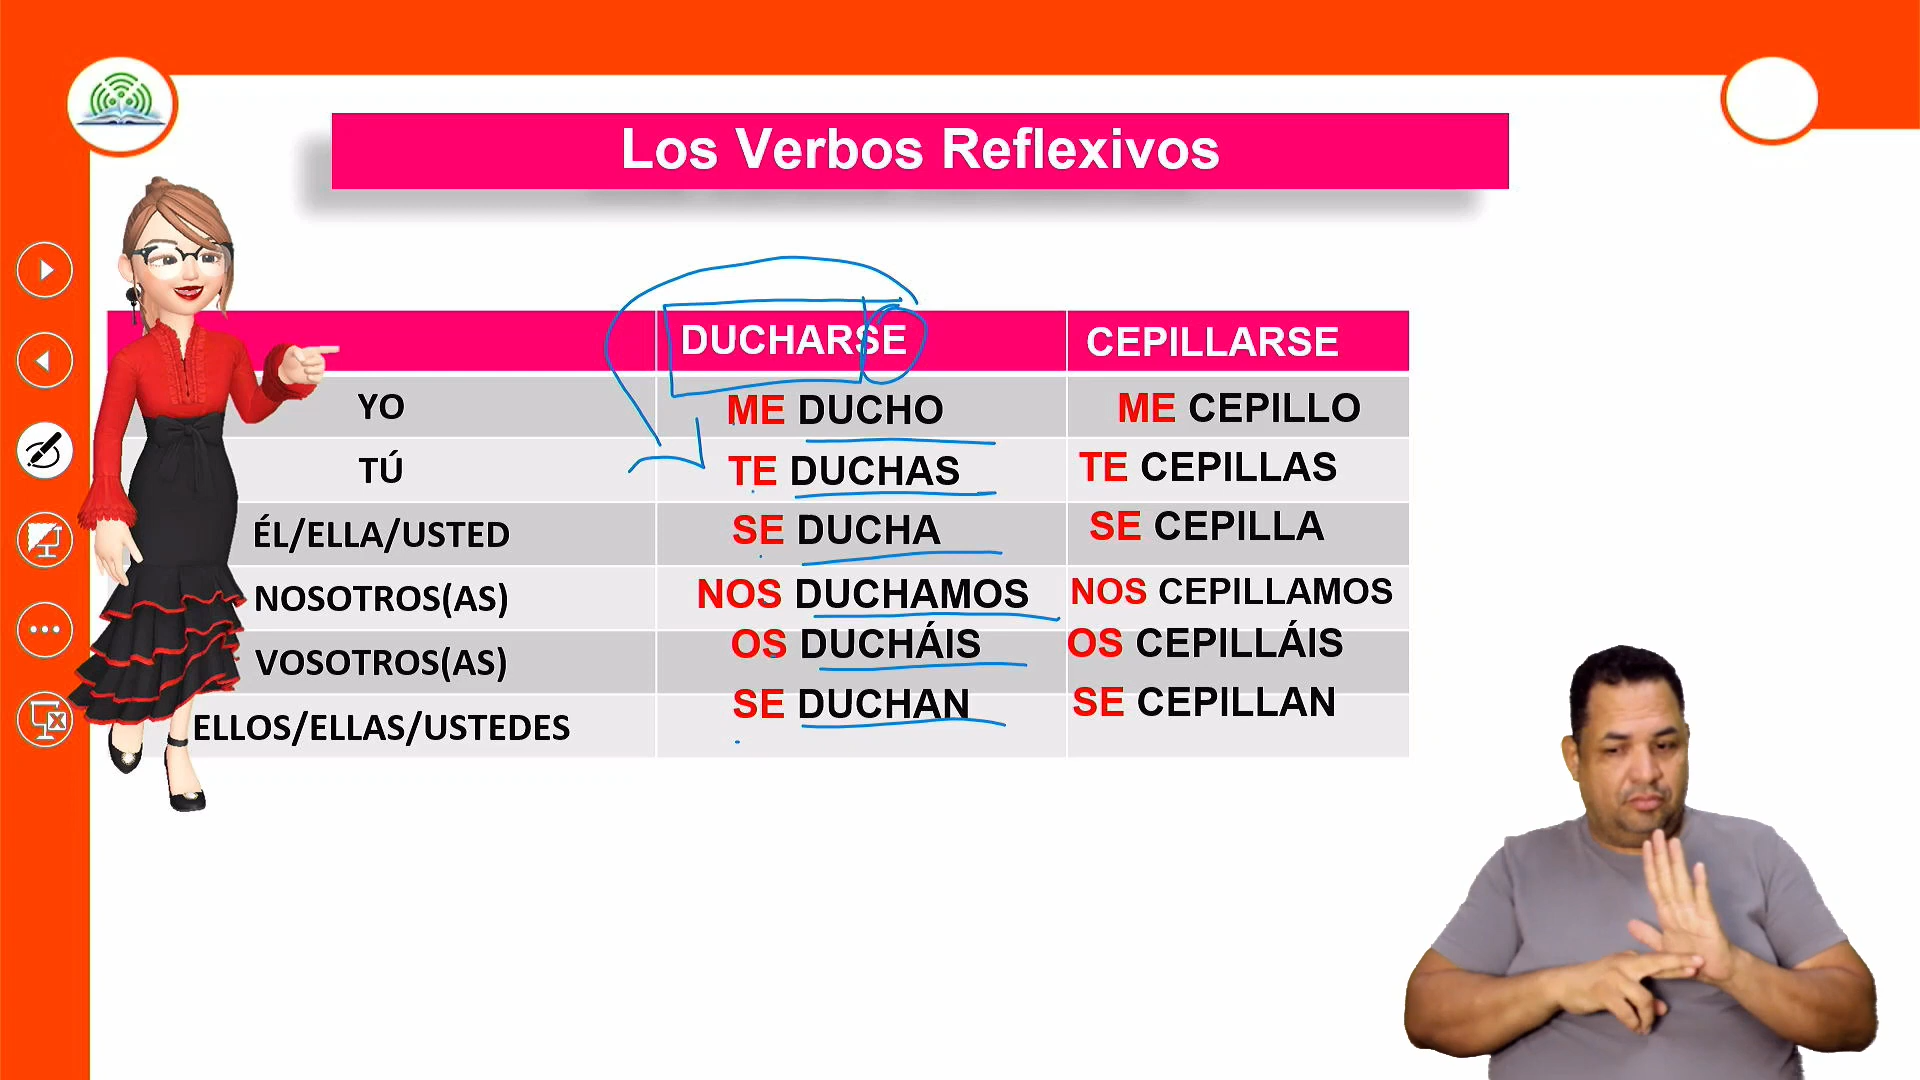 Los Verbos Reflexivos
DUCHARSE CEPILLARSE
YO ME DUCHO ME CEPILLO
TÚ TE DUCHAS TE CEPILLAS
ÉL/ELLA/USTED SE DUCHA SE CEPILLA
NOSOTROS(AS) NOS DUCHAMOS NOS CEPILLAMOS
VOSOTROS(AS) OS DUCHÁIS OS CEPILLÁIS
ELLOS/ELLAS/USTEDES SE DUCHAN SE CEPILLAN